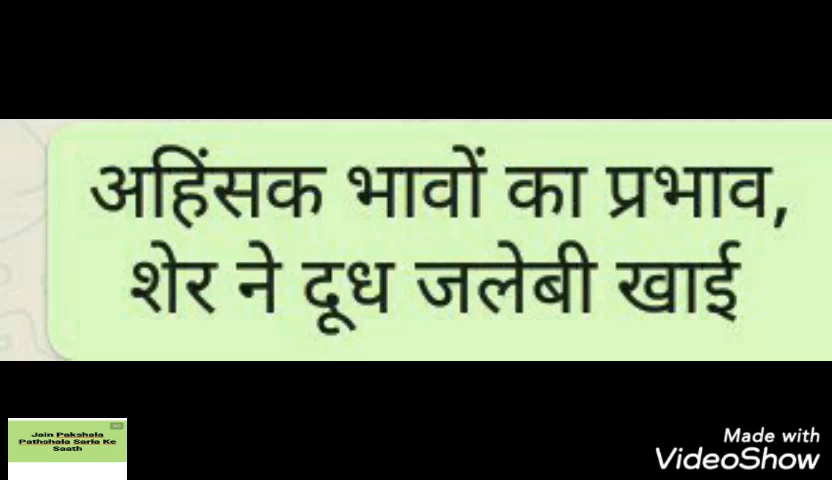 अहिंसक भावों का प्रभाव,
शेर ने दूध जलेबी खाई
Jain Pakshala
Pathshala Sarla Ke
Saath
Made with
VideoShow